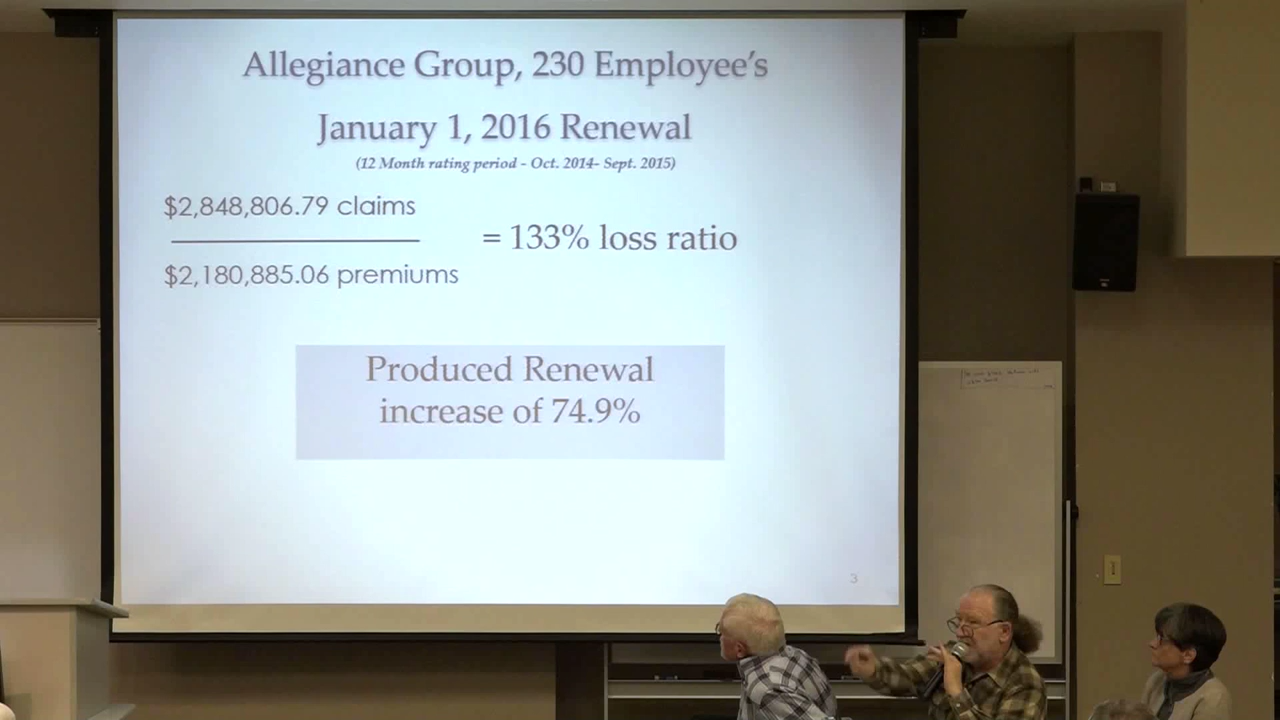 Allegiance Group, 230 Employee's
January 1, 2016 Renewal
(12 Month rating period - Oct. 2014- Sept. 2015)
$2,848,806.79 claims
= 133% loss ratio
$2,180,885.06 premiums
Produced Renewal
increase of 74.9%
3